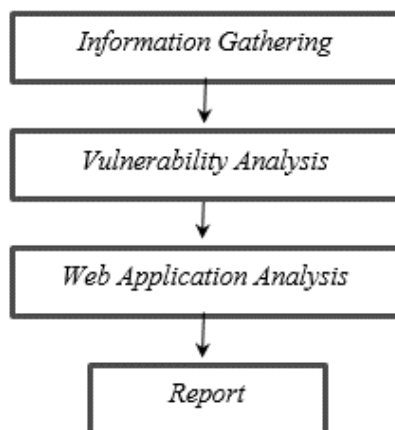 Information Gathering
Vulnerability Analysis
Web Application Analysis
Report